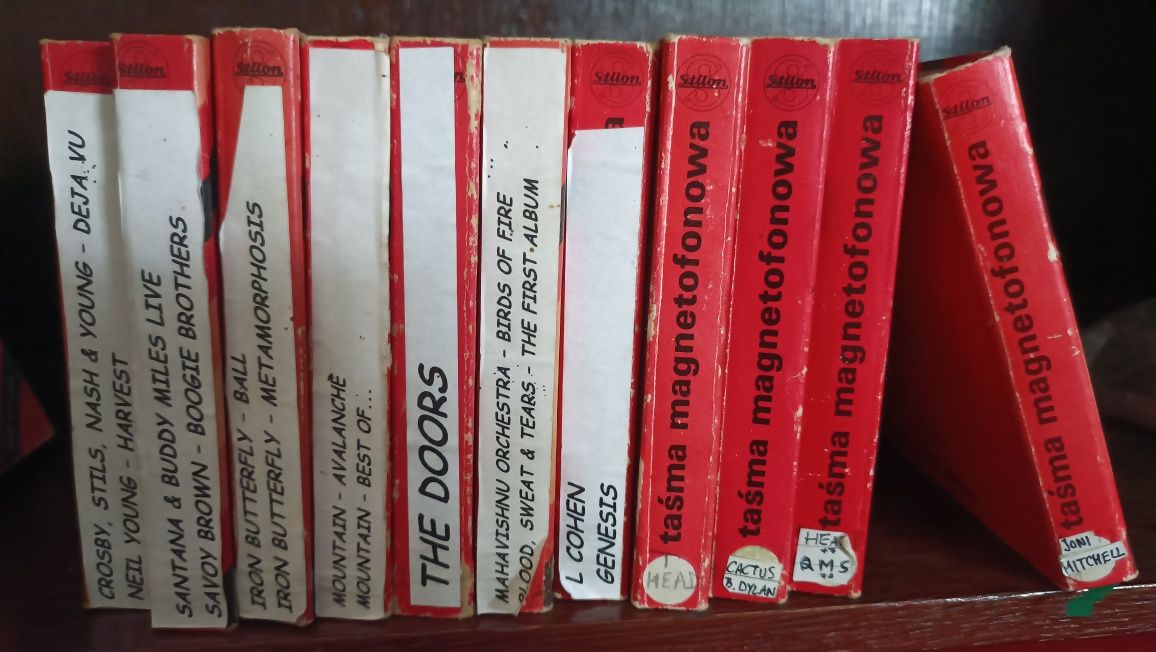 Stilon
CROSBY, STILS, NASH & YOUNG - DEJA VU
NEIL YOUNG - HARVEST
Stilon
SANTANA & BUDDY MILES LIVE
SAVOY BROWN - BOOGIE BROTHERS
Stilon
IRON BUTTERFLY - BALL
IRON BUTTERFLY - METAMORPHOSIS
MOUNTAIN - AVALANCHE
MOUNTAIN - BEST OF...
THE DOORS
MAHAVISHNU ORCHESTRA - BIRDS OF FIRE
BLOOD, SWEAT & TEARS - THE FIRST ALBUM
Stilon
L COHEN
GENESIS
Stilon
taśma magnetofonowa
HEAD
Stilon
taśma magnetofonowa
CACTUS
B. DYLAN
Stilon
taśma magnetofonowa
Stilon
taśma magnetofonowa
JONI
MITCHELL